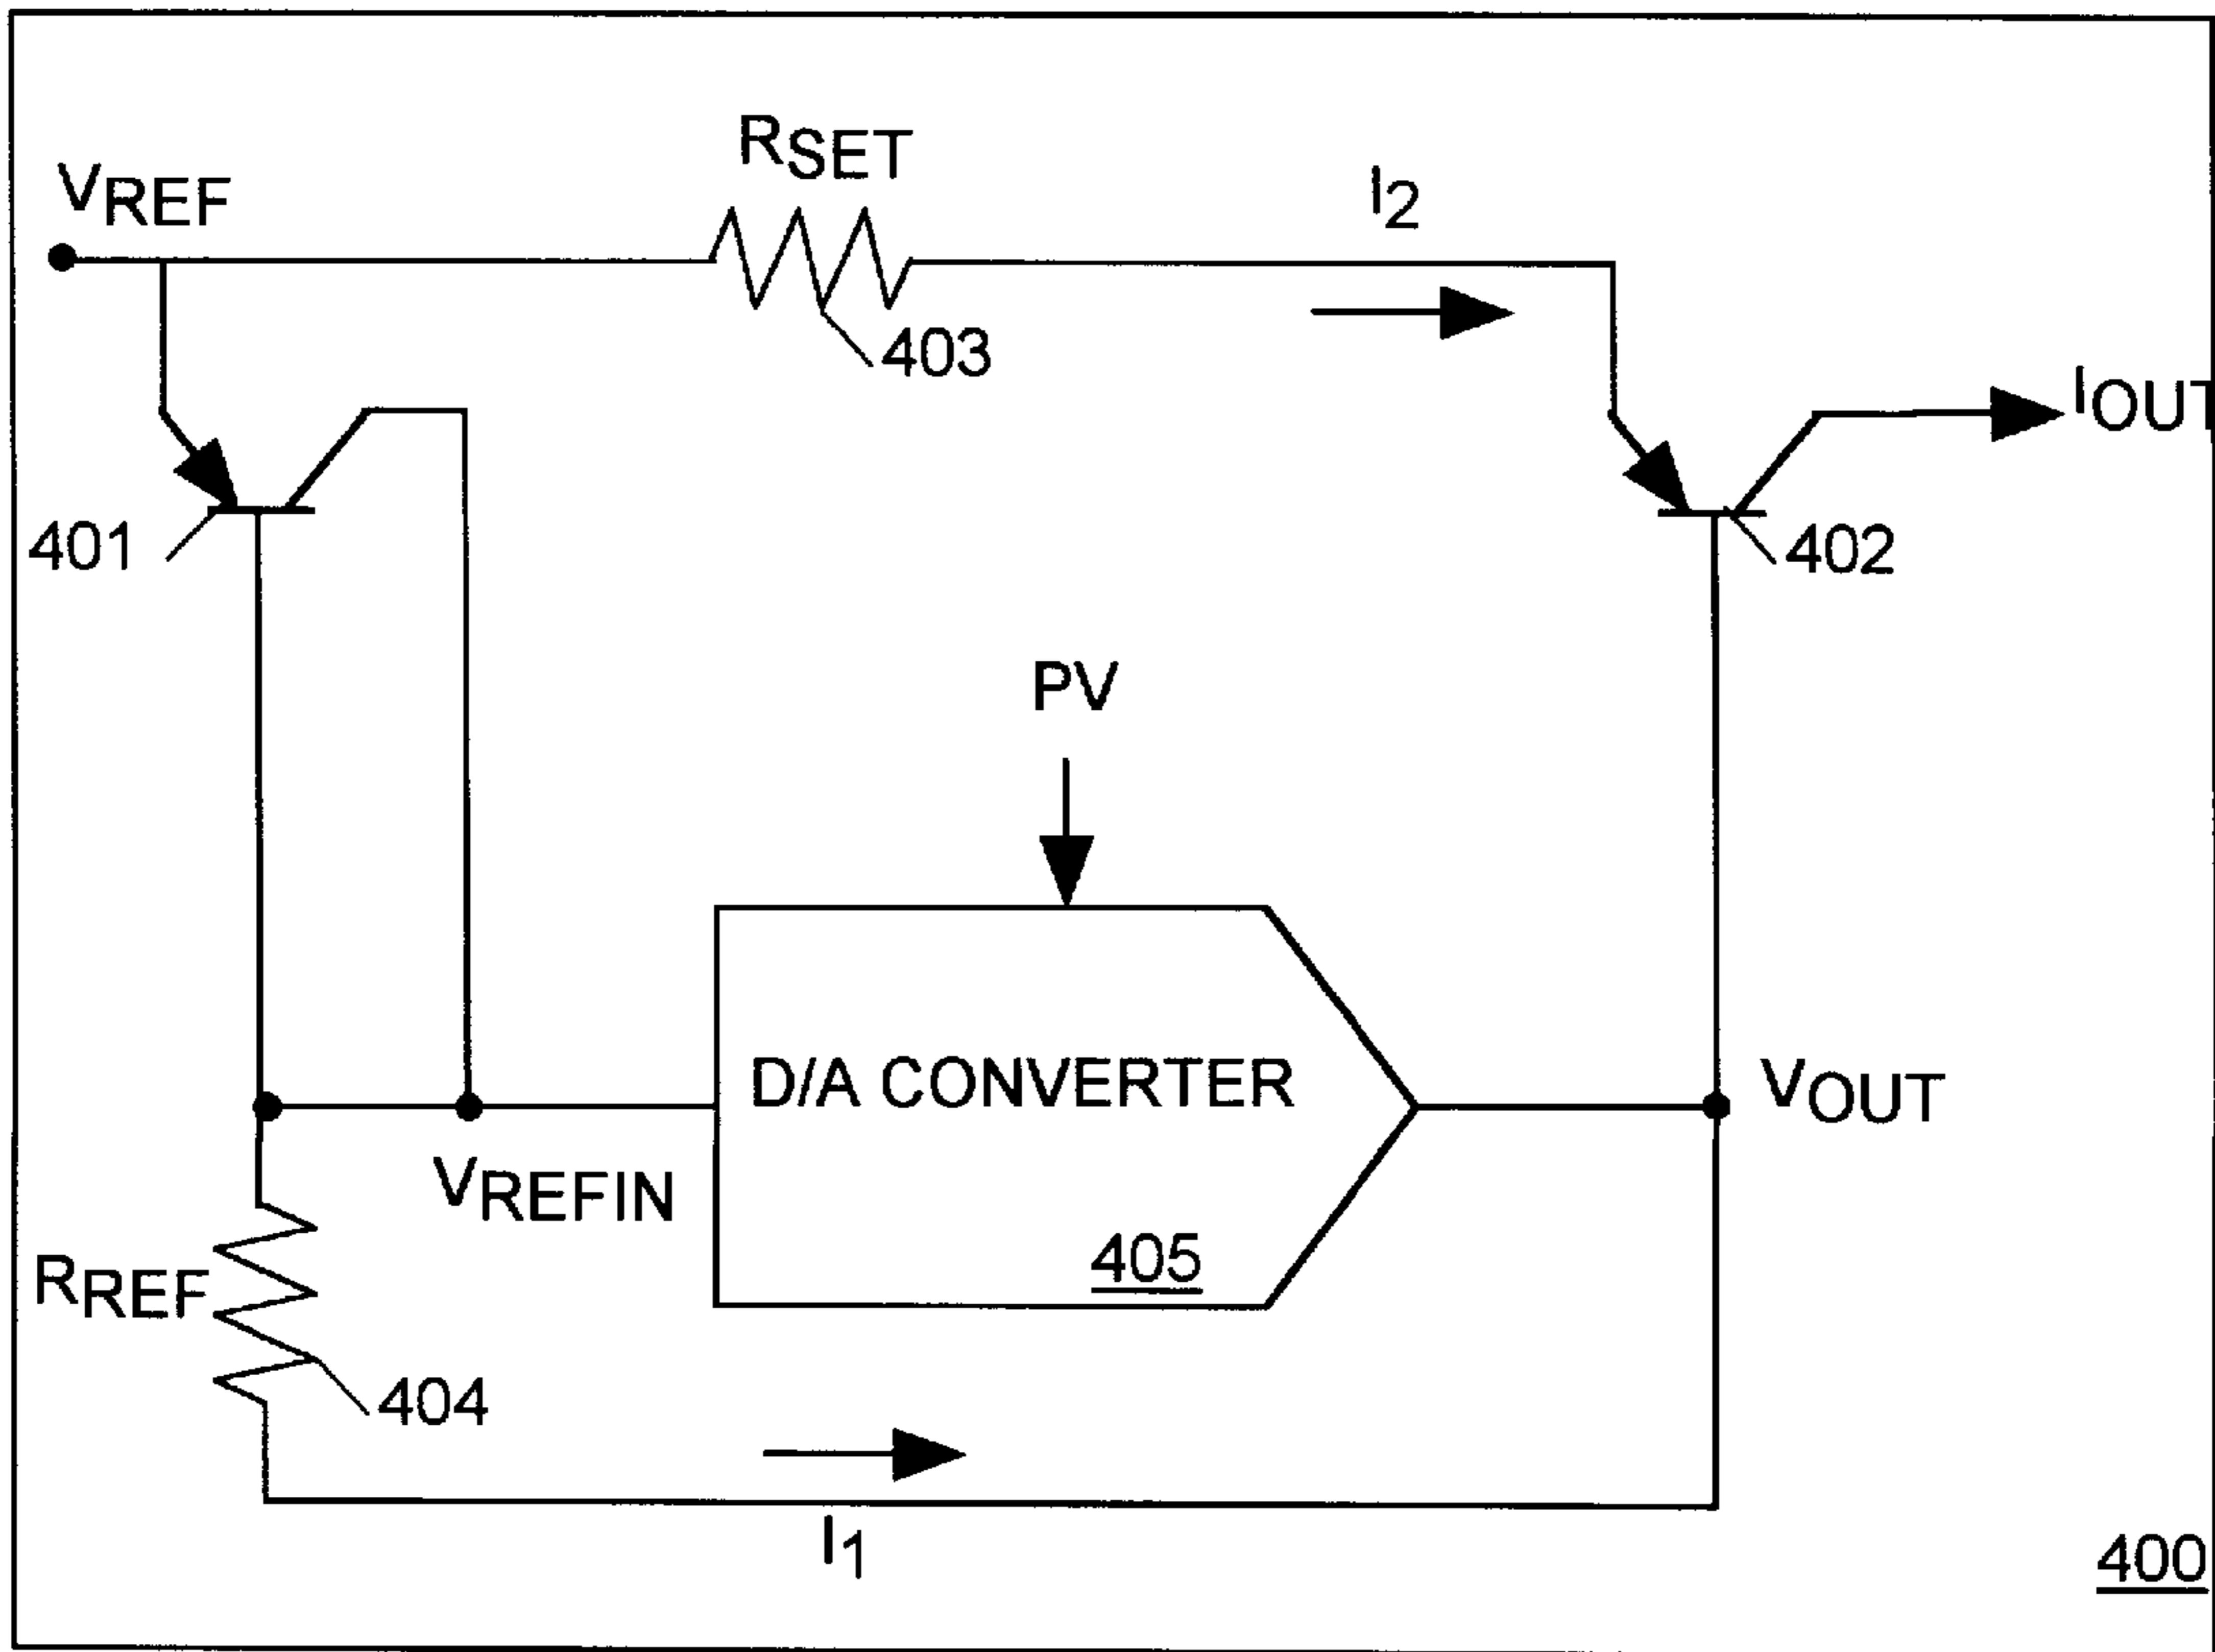 RSET
VREF
I2
403
IOUT
401
402
PV
D/A CONVERTER
VOUT
VREFIN
405
RREF
404
I1
400